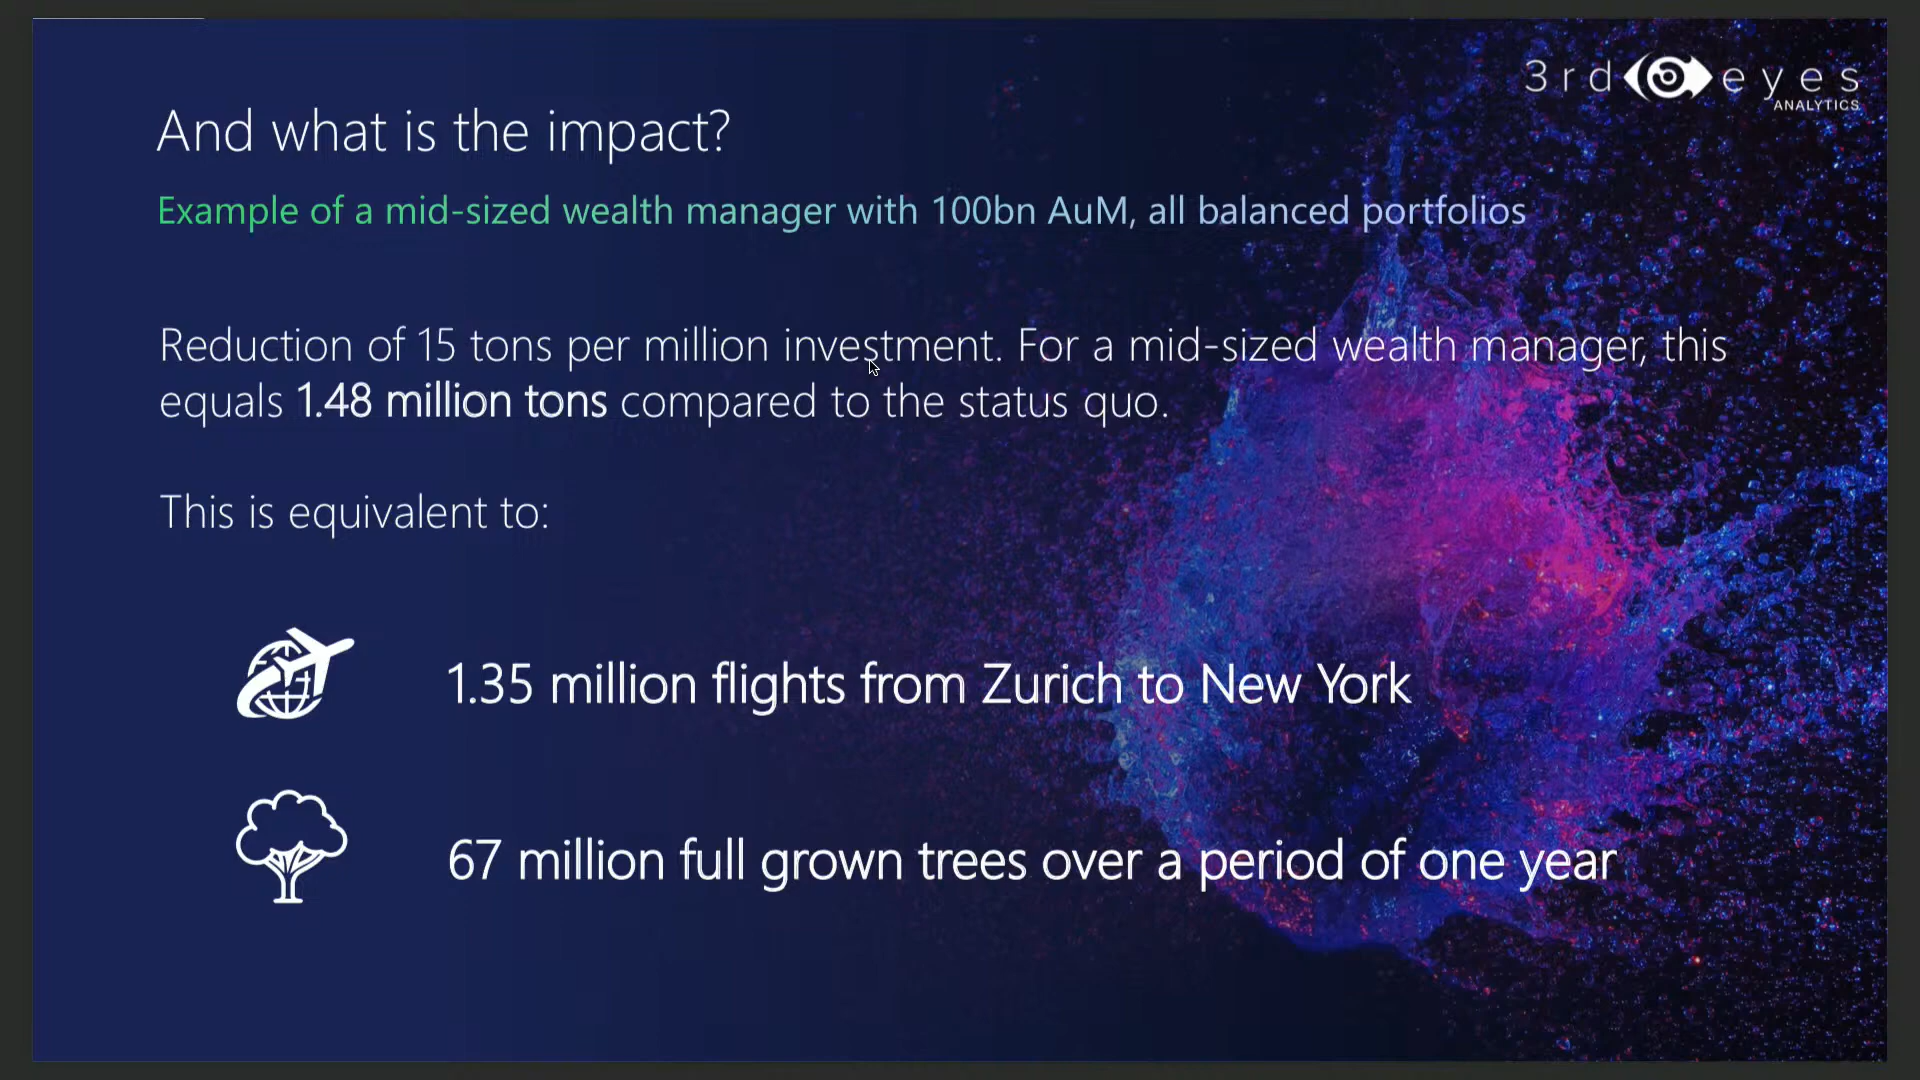 3rd eyes
ANALYTICS
And what is the impact?
Example of a mid-sized wealth manager with 100bn AuM, all balanced portfolios
Reduction of 15 tons per million investment. For a mid-sized wealth manager, this
equals 1.48 million tons compared to the status quo.
This is equivalent to:
1.35 million flights from Zurich to New York
67 million full grown trees over a period of one year